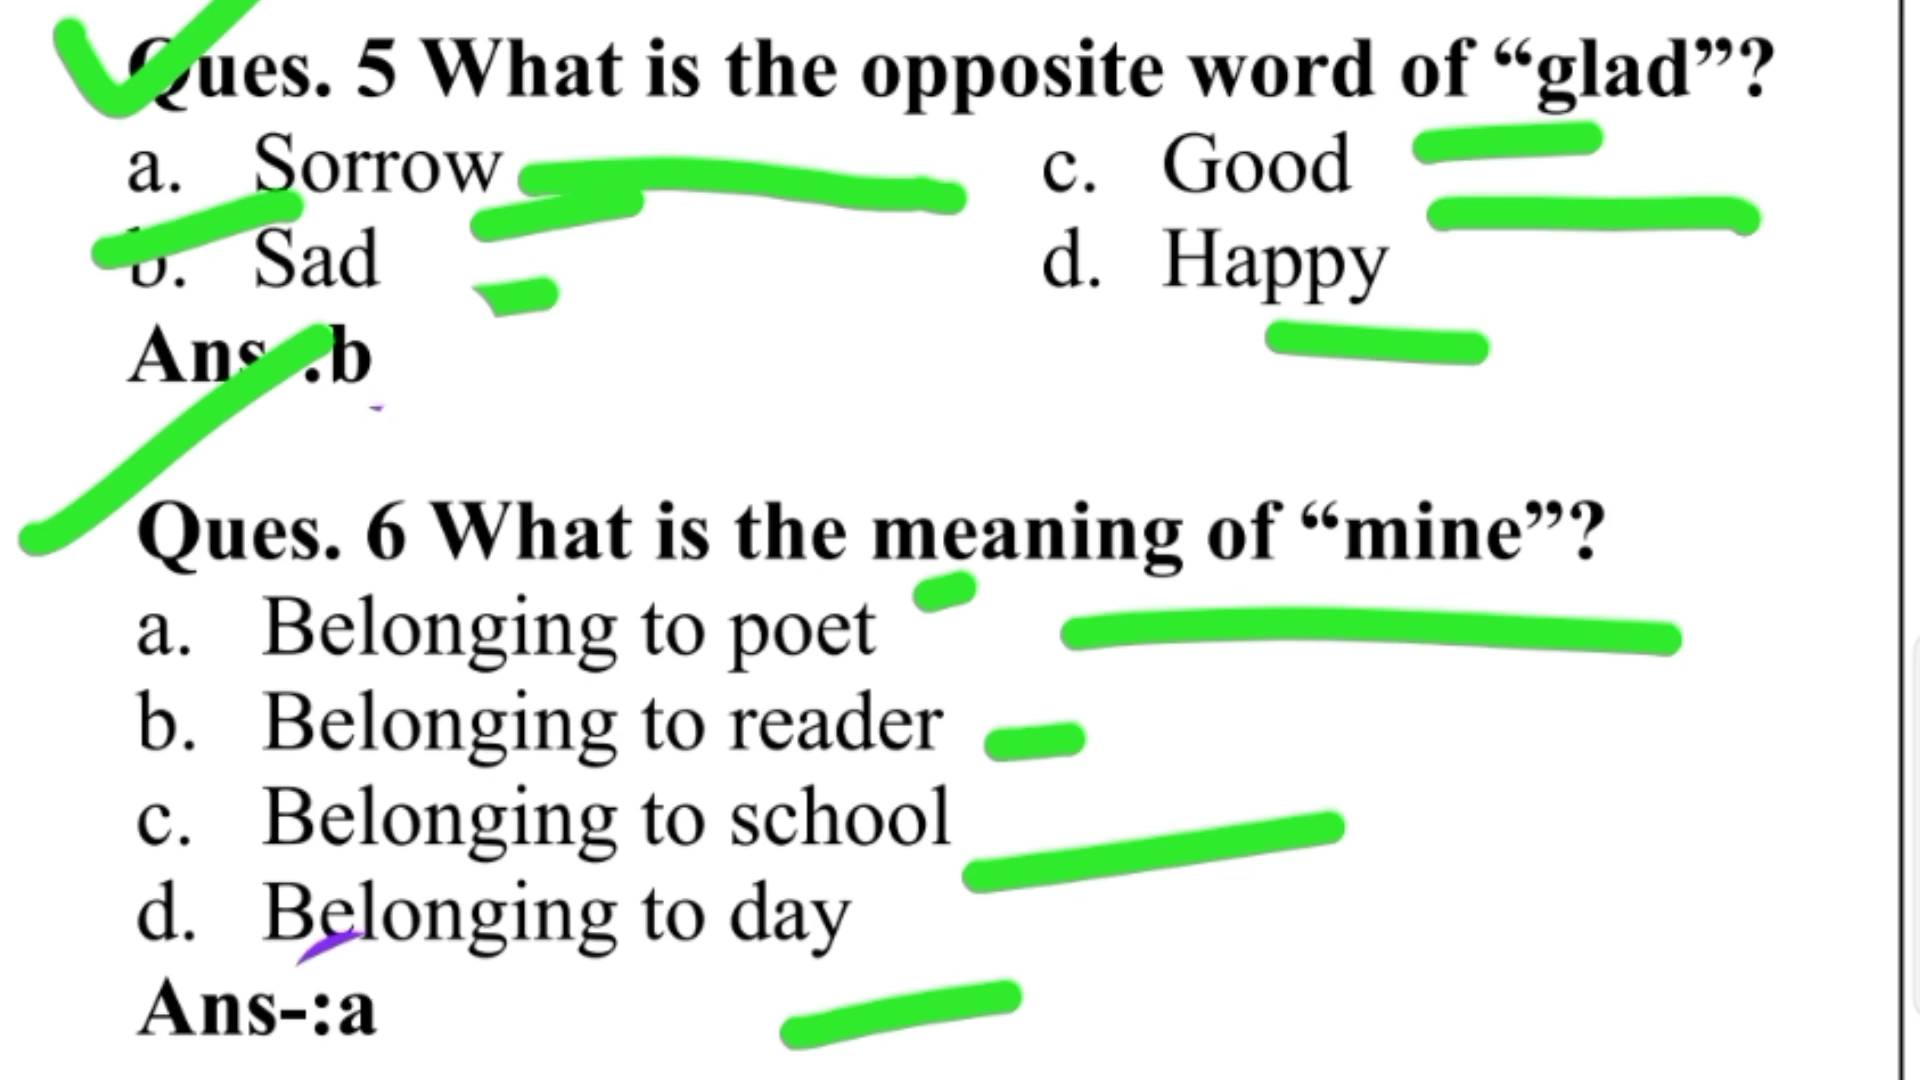 Ques. 5 What is the opposite word of “glad”?
a. Sorrow c. Good
b. Sad d. Happy
Ans-:b
Ques. 6 What is the meaning of “mine”?
a. Belonging to poet
b. Belonging to reader
c. Belonging to school
d. Belonging to day
Ans-:a